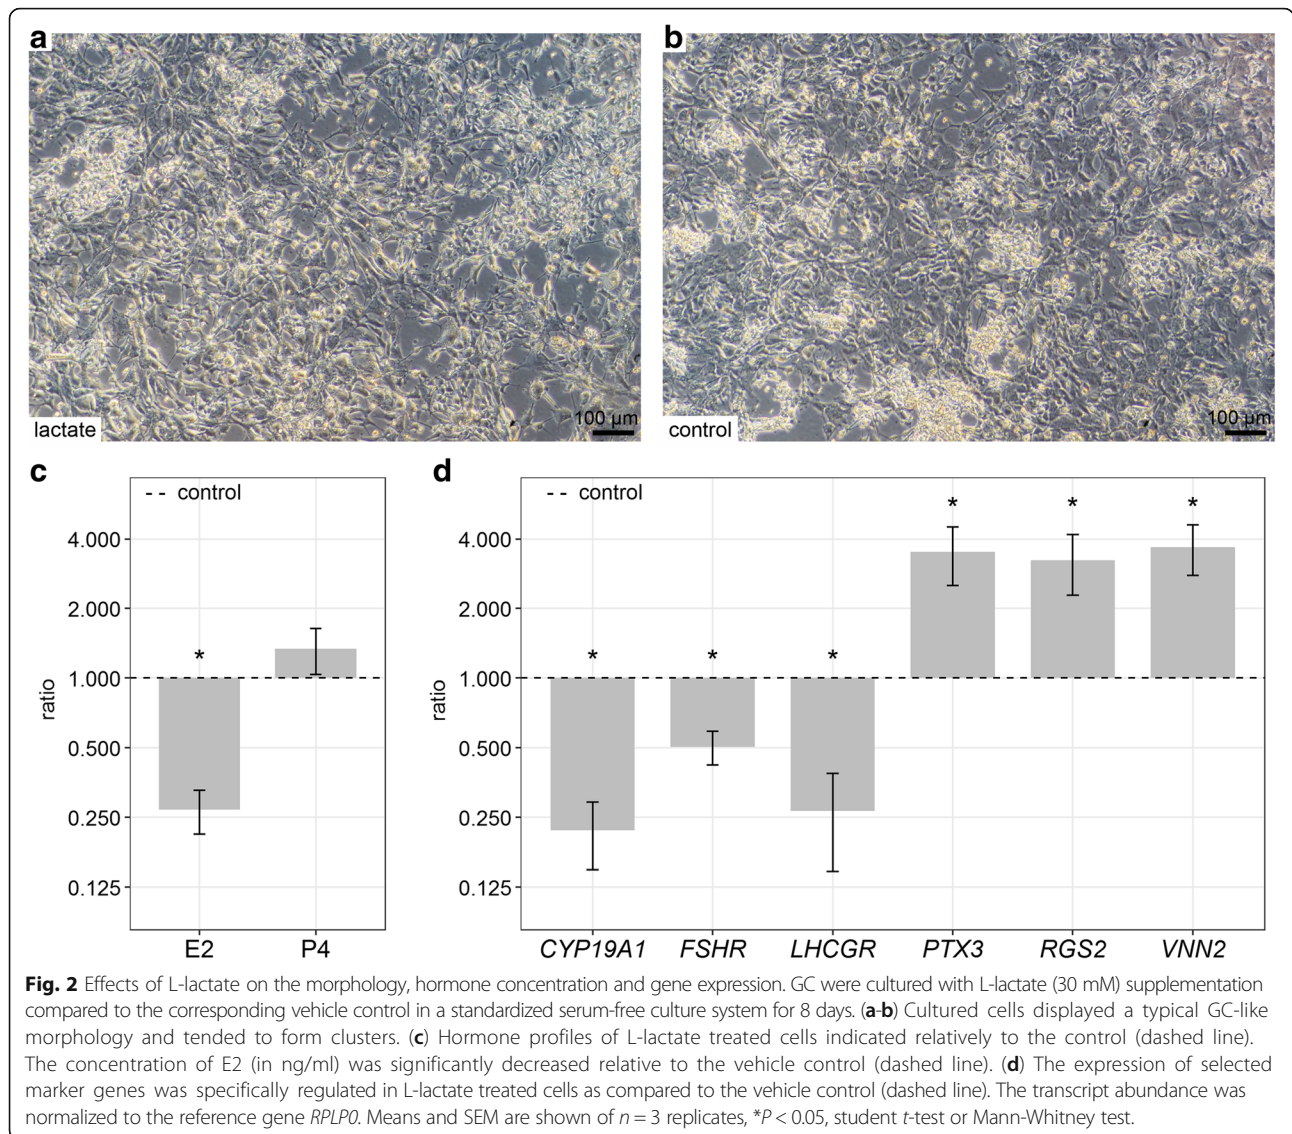 a
b
lactate
100 µm
control
100 µm
c
d
-- control
-- control
4.000
2.000
1.000
0.500
0.250
0.125
ratio
*
E2
P4
4.000
2.000
1.000
0.500
0.250
0.125
ratio
* * * * * *
CYP19A1 FSHR LHCGR PTX3 RGS2 VNN2
Fig. 2 Effects of L-lactate on the morphology, hormone concentration and gene expression. GC were cultured with L-lactate (30 mM) supplementation
compared to the corresponding vehicle control in a standardized serum-free culture system for 8 days. (a-b) Cultured cells displayed a typical GC-like
morphology and tended to form clusters. (c) Hormone profiles of L-lactate treated cells indicated relatively to the control (dashed line).
The concentration of E2 (in ng/ml) was significantly decreased relative to the vehicle control (dashed line). (d) The expression of selected
marker genes was specifically regulated in L-lactate treated cells as compared to the vehicle control (dashed line). The transcript abundance was
normalized to the reference gene RPLP0. Means and SEM are shown of n = 3 replicates, *P < 0.05, student t-test or Mann-Whitney test.